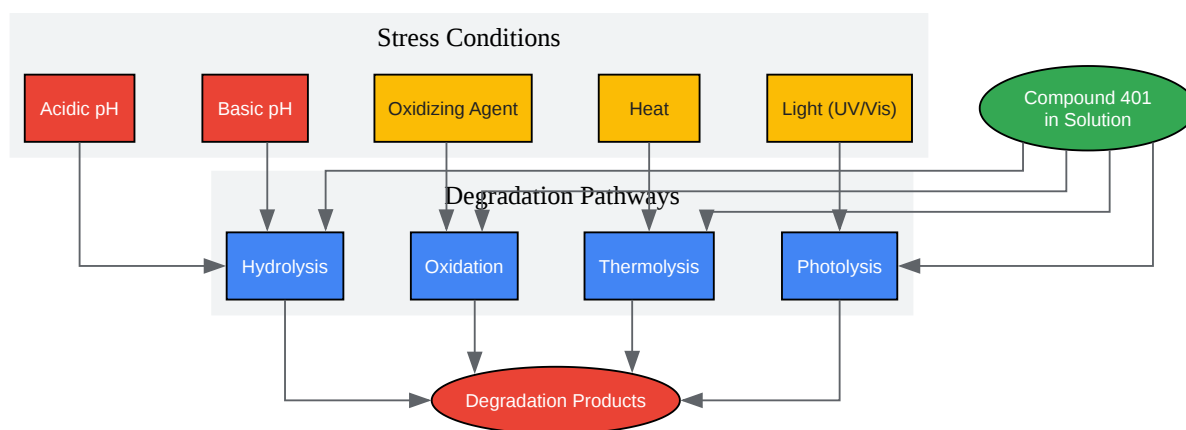 Stress Conditions
Acidic pH
Basic pH
Oxidizing Agent
Heat
Light (UV/Vis)
Compound 401
in Solution
Degradation Pathways
Hydrolysis
Oxidation
Thermolysis
Photolysis
Degradation Products